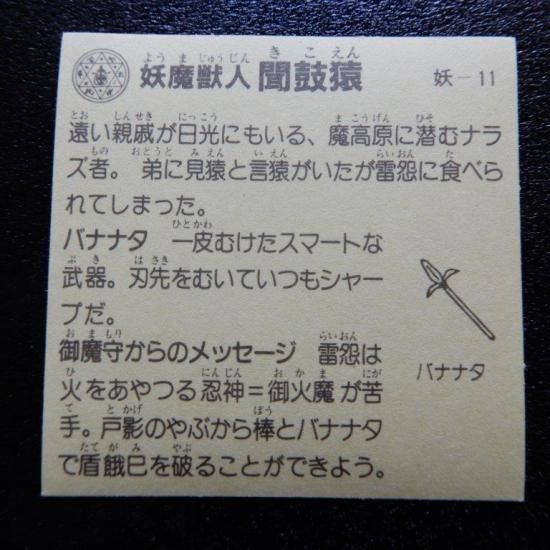 妖魔獣人 聞鼓猿 妖－11
遠い親戚が日光にもいる、魔高原に潜むナラ
ズ者。弟に見猿と言猿がいたが雷怨に食べら
れてしまった。
バナナタ　一皮むけたスマートな
武器。刃先をむいていつもシャー
プだ。
御魔守からのメッセージ　雷怨は
火をあやつる忍神＝御火魔が苦
手。戸影のやぶから棒とバナナタ
で盾餓巳を破ることができよう。
バナナタ